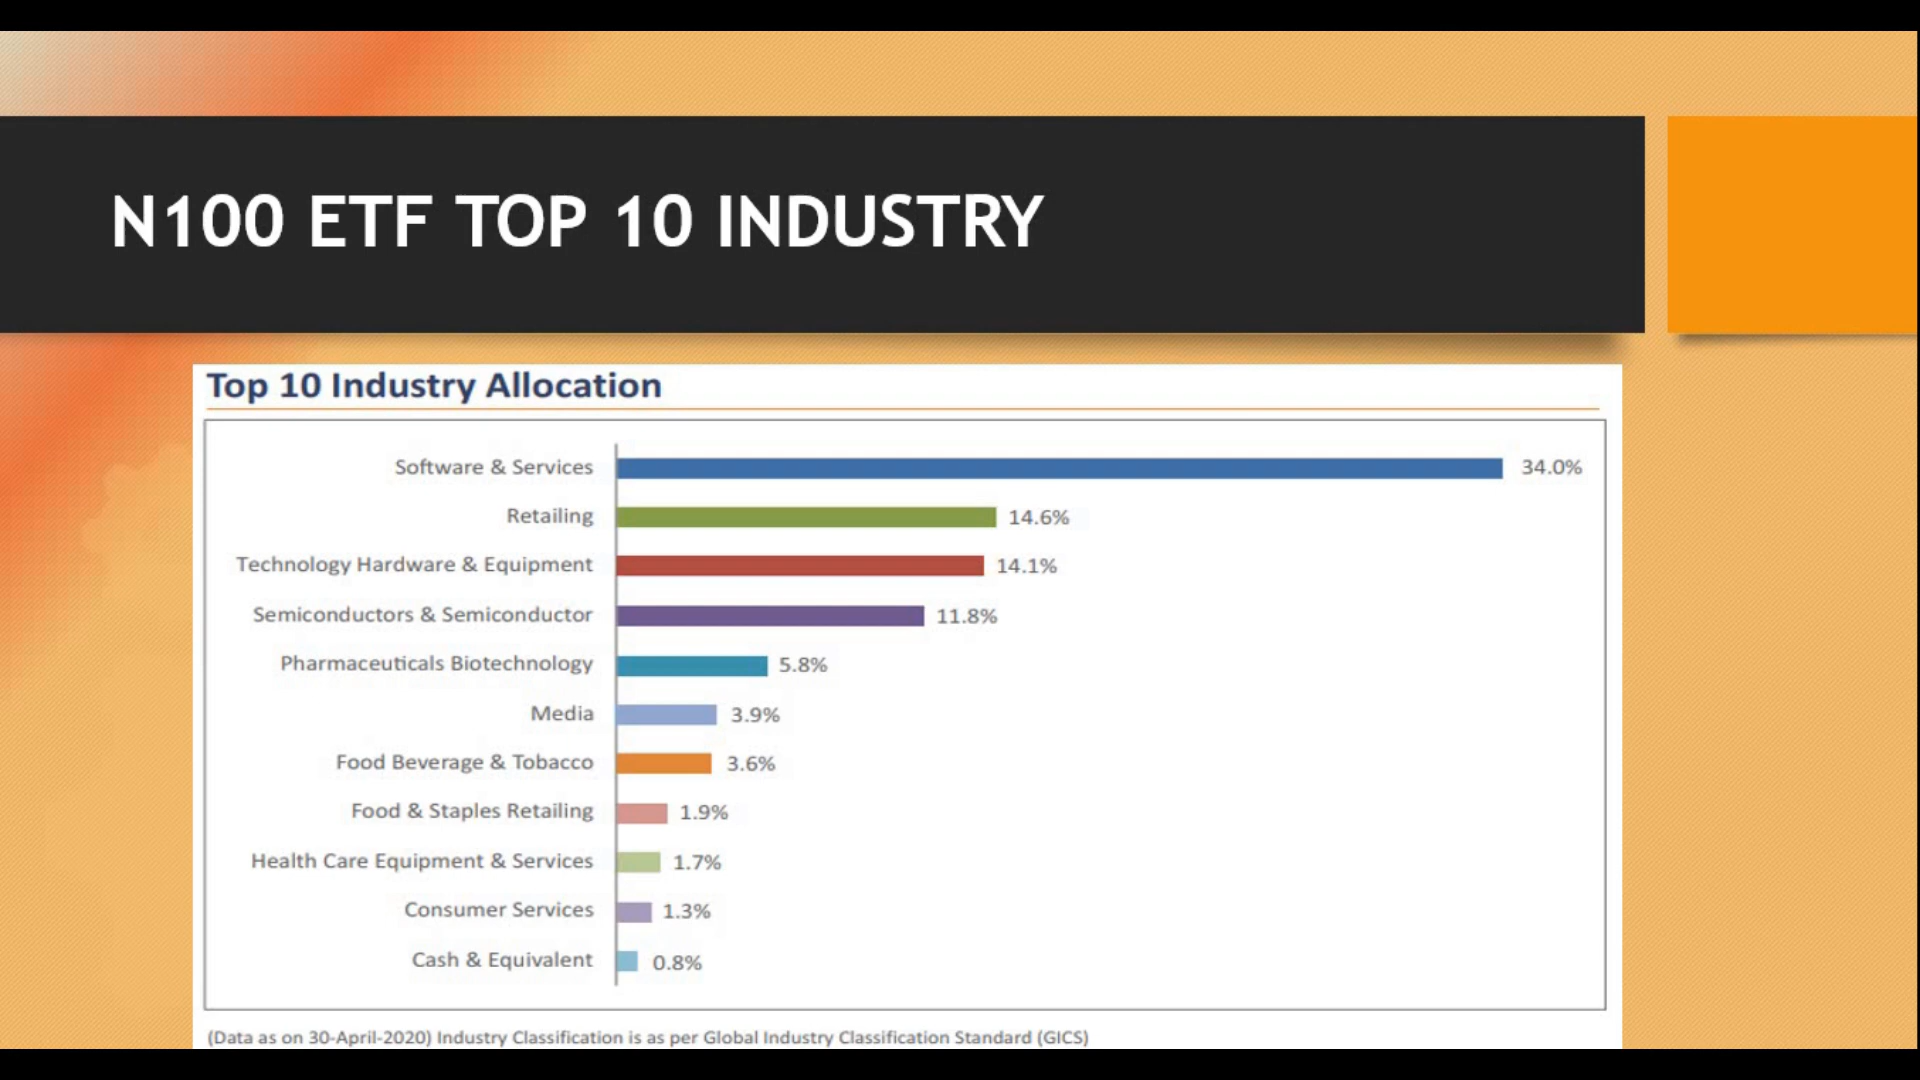 N100 ETF TOP 10 INDUSTRY
Top 10 Industry Allocation
Software & Services 34.0%
Retailing 14.6%
Technology Hardware & Equipment 14.1%
Semiconductors & Semiconductor 11.8%
Pharmaceuticals Biotechnology 5.8%
Media 3.9%
Food Beverage & Tobacco 3.6%
Food & Staples Retailing 1.9%
Health Care Equipment & Services 1.7%
Consumer Services 1.3%
Cash & Equivalent 0.8%
(Data as on 30-April-2020) Industry Classification is as per Global Industry Classification Standard (GICS)